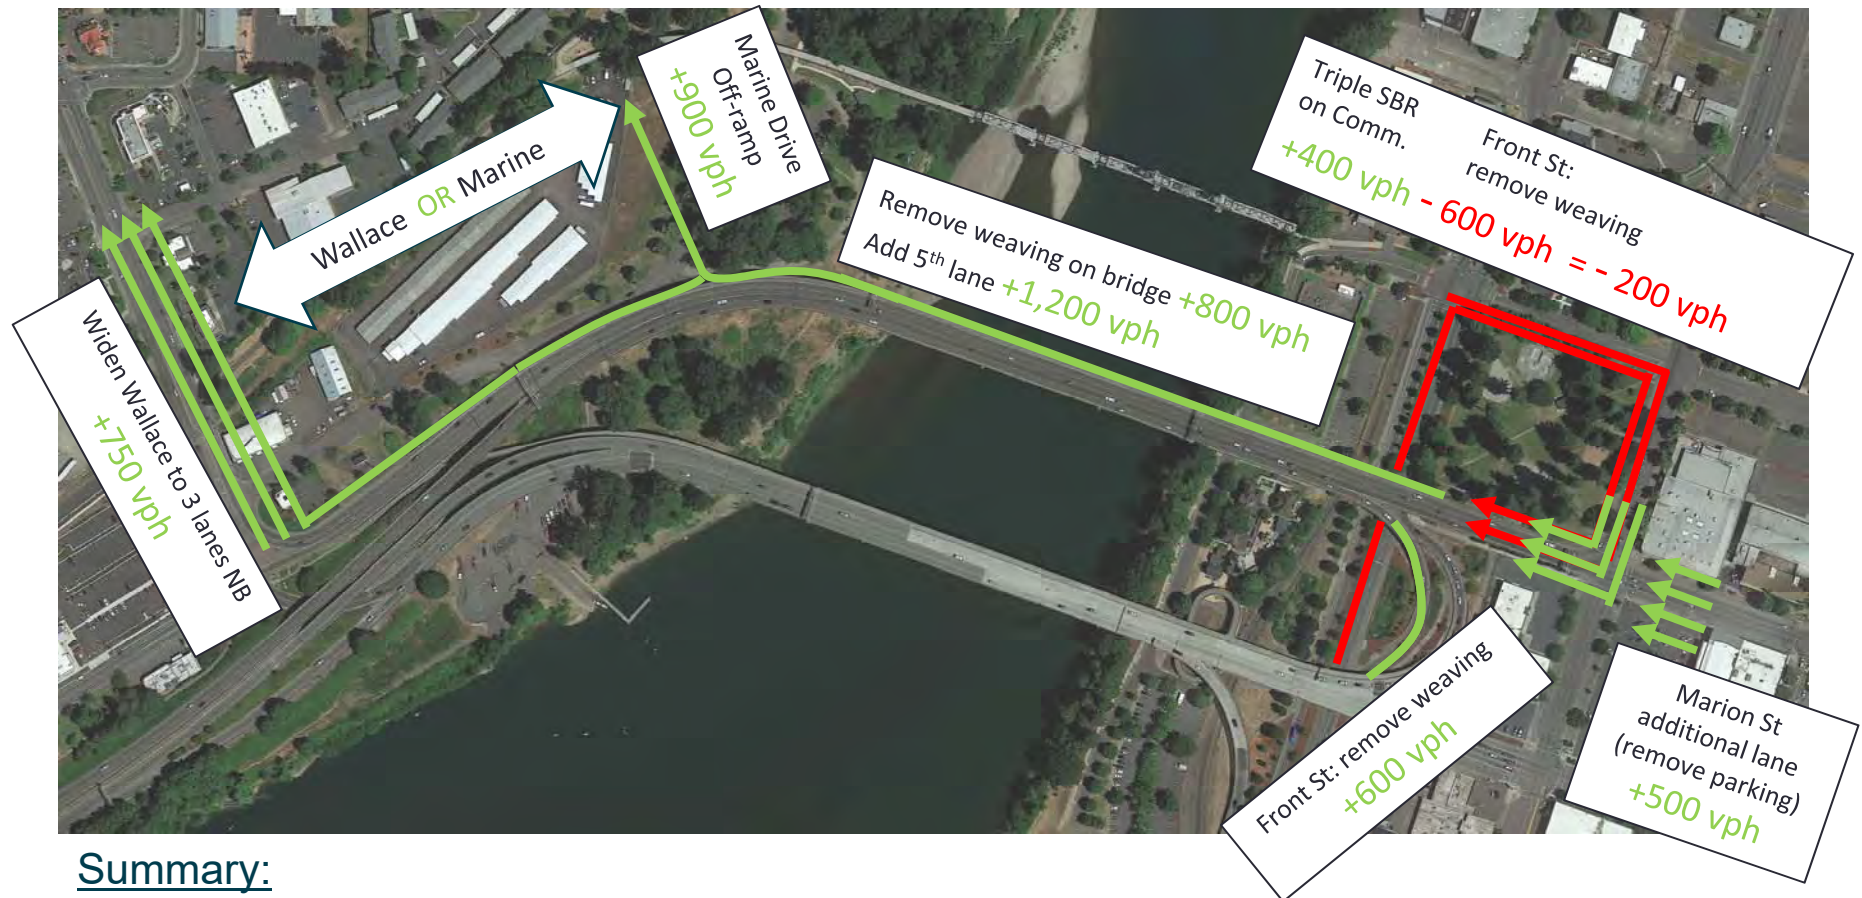 Marine Drive
Off-ramp
+900 vph
Triple SBR
on Comm.
Front St:
remove weaving
+400 vph - 600 vph = - 200 vph
Wallace OR Marine
Remove weaving on bridge +800 vph
Add 5th lane +1,200 vph
Widen Wallace to 3 lanes NB
+750 vph
Front St: remove weaving
+600 vph
Marion St
additional lane
(remove parking)
+500 vph
Summary: